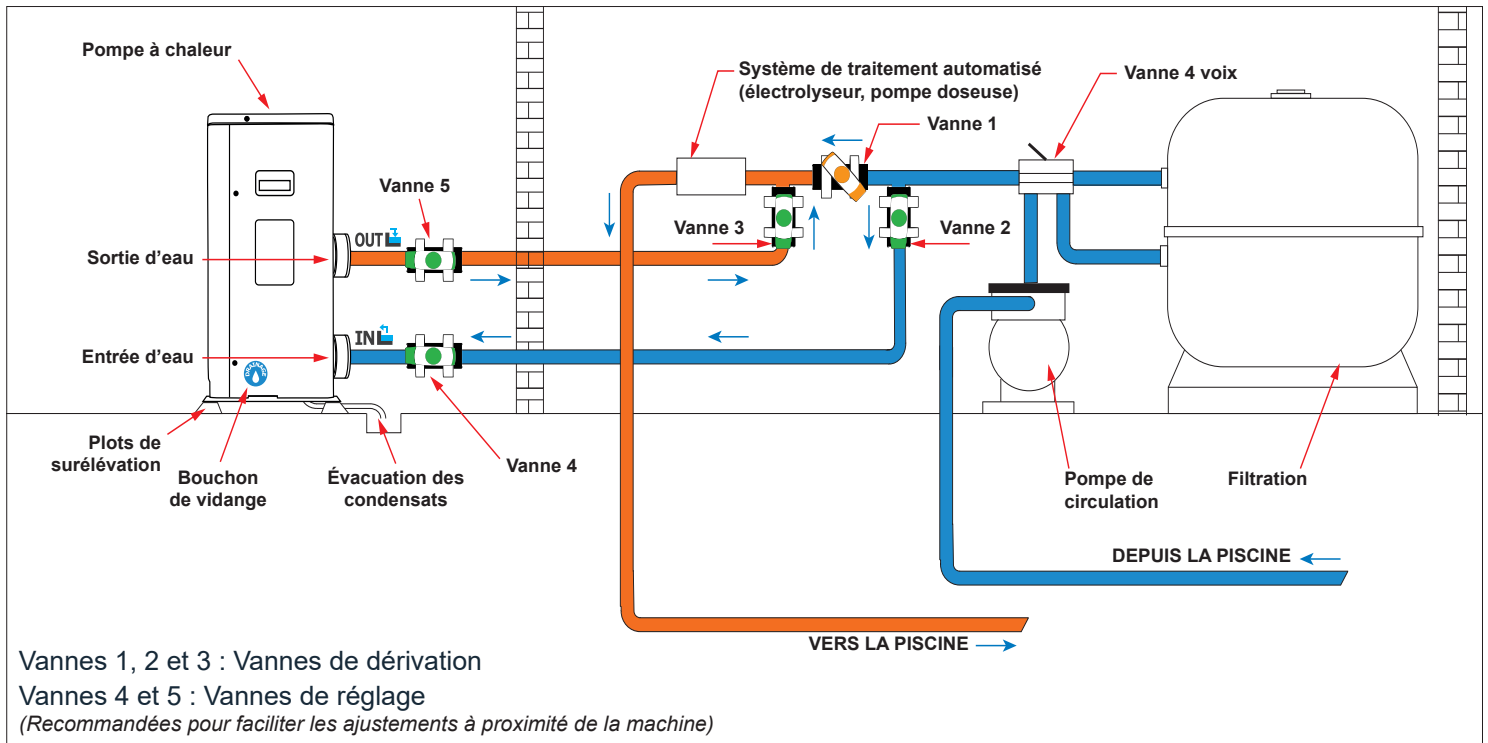 Pompe à chaleur
Système de traitement automatisé
(électrolyseur, pompe doseuse)
Vanne 4 voix
Vanne 1
Vanne 5
Vanne 3
Vanne 2
OUT
Sortie d'eau
IN
Entrée d'eau
DRAINAGE
Plots de
surélévation
Bouchon
de vidange
Évacuation des
condensats
Vanne 4
Pompe de
circulation
Filtration
DEPUIS LA PISCINE
VERS LA PISCINE
Vannes 1, 2 et 3 : Vannes de dérivation
Vannes 4 et 5 : Vannes de réglage
(Recommandées pour faciliter les ajustements à proximité de la machine)